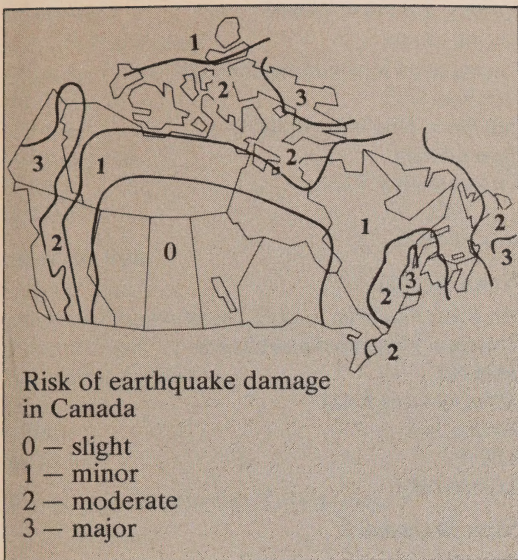 1
2
3
3
1
2
1
2
0
2
3
2
2
3
2
Risk of earthquake damage
in Canada
0 — slight
1 — minor
2 — moderate
3 — major